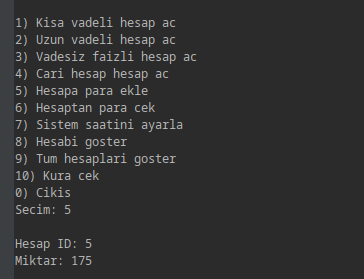 1) Kisa vadeli hesap ac
2) Uzun vadeli hesap ac
3) Vadesiz faizli hesap ac
4) Cari hesap hesap ac
5) Hesapa para ekle
6) Hesaptan para cek
7) Sistem saatini ayarla
8) Hesabi goster
9) Tum hesaplari goster
10) Kura cek
0) Cikis
Secim: 5
Hesap ID: 5
Miktar: 175